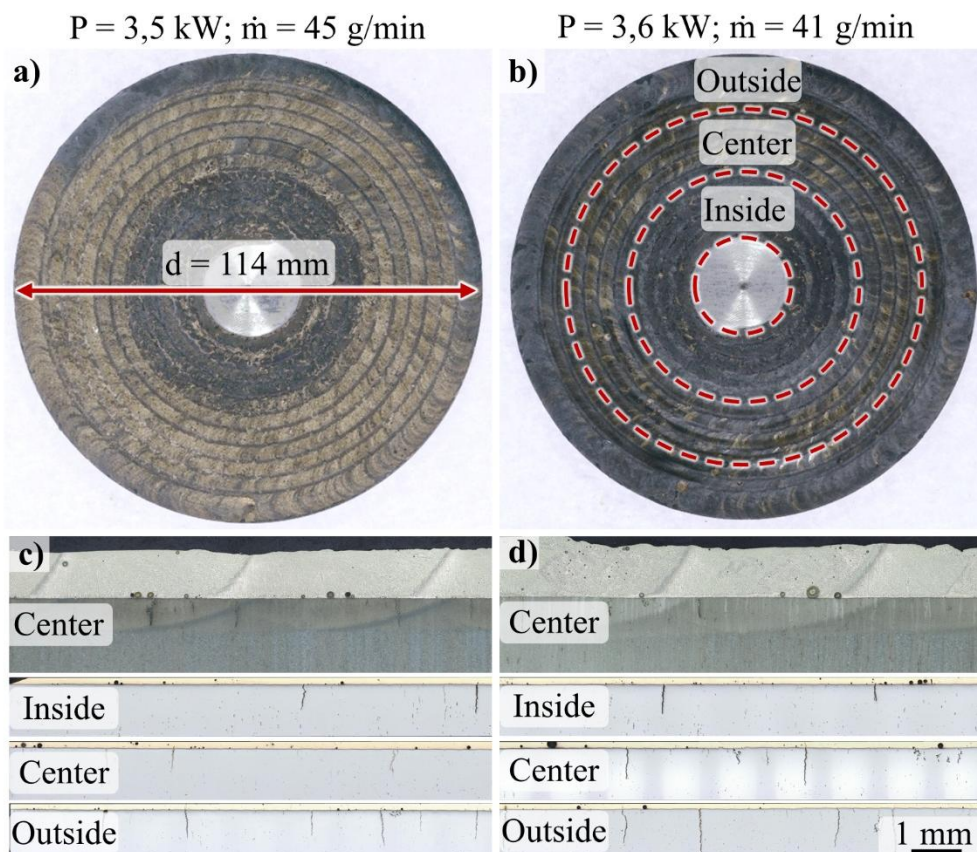 P = 3,5 kW; ṁ = 45 g/min
P = 3,6 kW; ṁ = 41 g/min
a)
d = 114 mm
b)
Outside
Center
Inside
c)
Center
Inside
Center
Outside
d)
Center
Inside
Center
Outside
1 mm